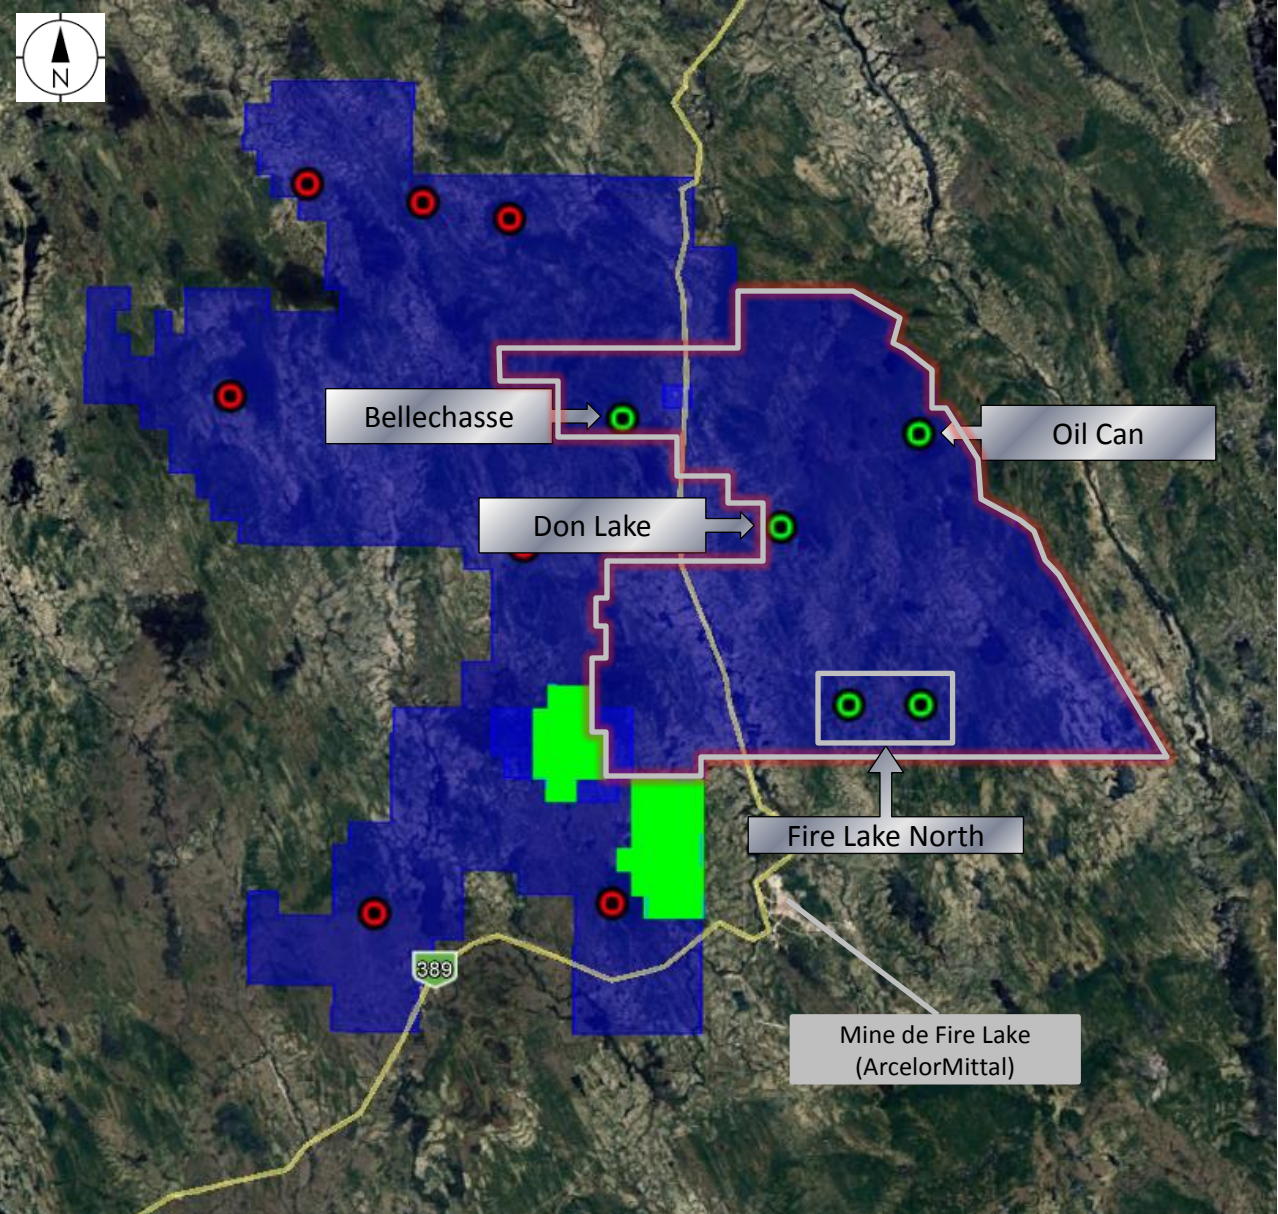 N
Bellechasse
Oil Can
Don Lake
Fire Lake North
389
Mine de Fire Lake
(ArcelorMittal)